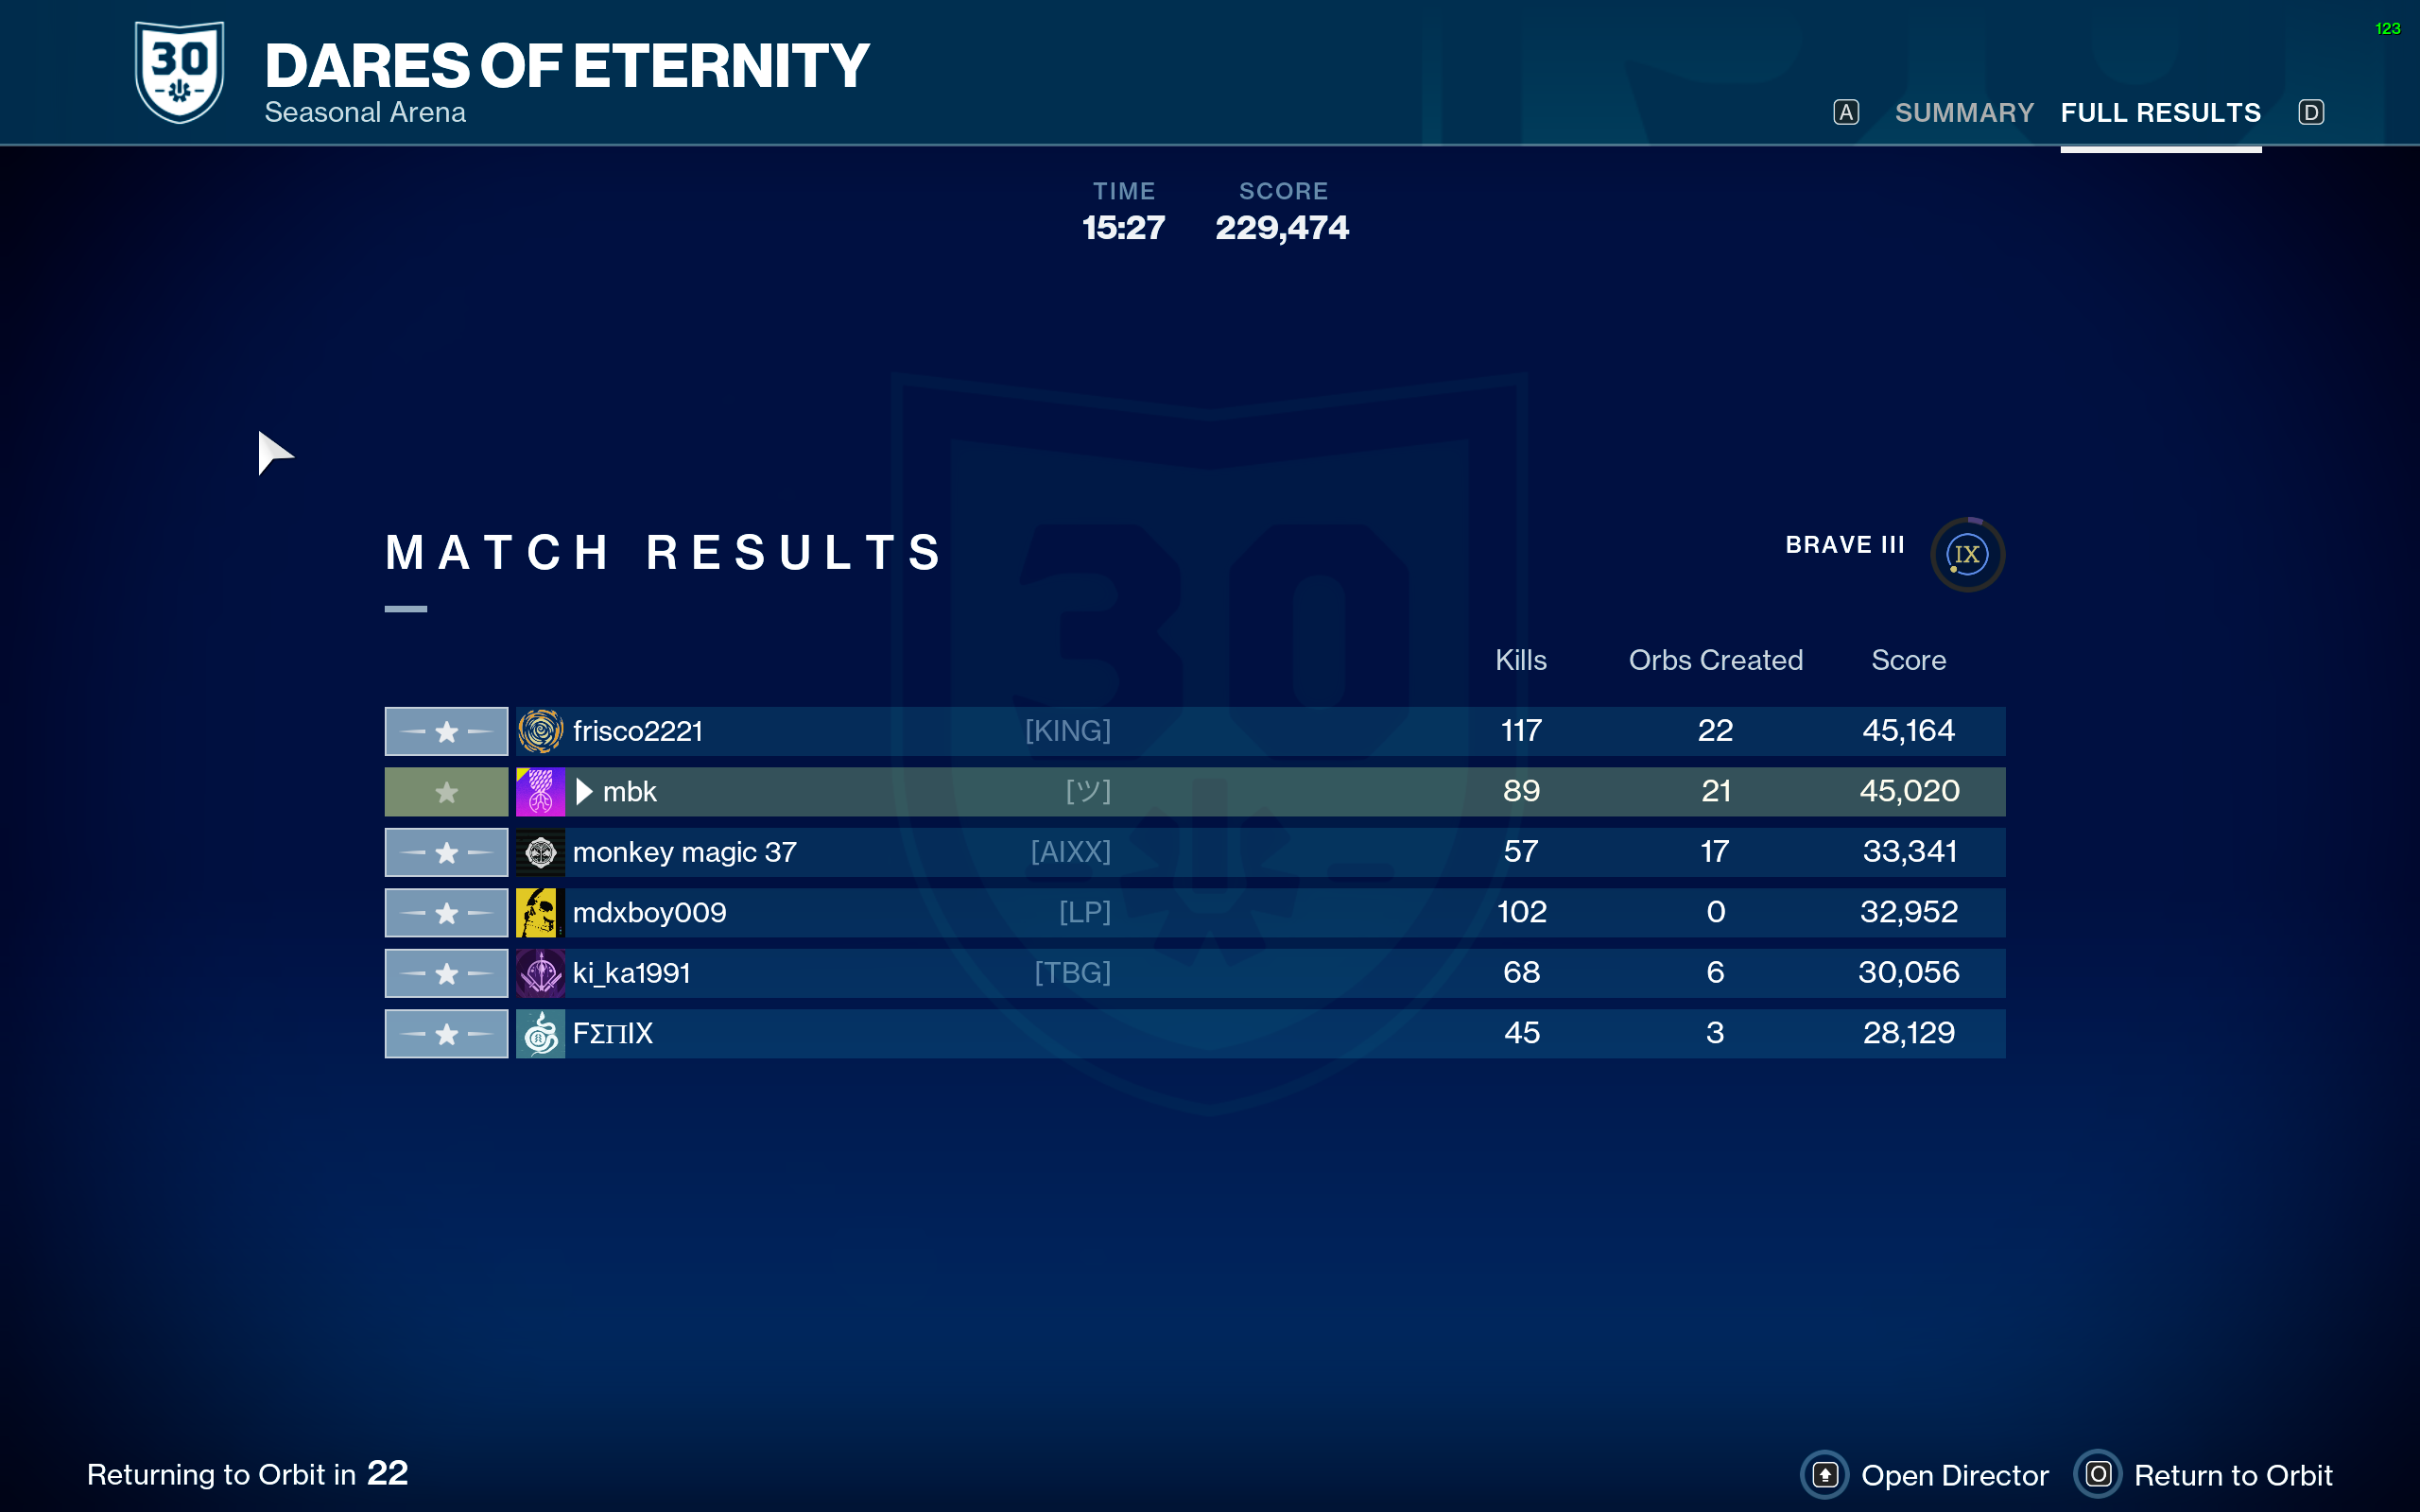 123
30
DARES OF ETERNITY
Seasonal Arena
A SUMMARY FULL RESULTS D
TIME SCORE
15:27 229,474
30
MATCH RESULTS
BRAVE III IX
Kills Orbs Created Score
frisco2221 [KING] 117 22 45,164
mbk [ツ] 89 21 45,020
monkey magic 37 [AIXX] 57 17 33,341
mdxboy009 [LP] 102 0 32,952
ki_ka1991 [TBG] 68 6 30,056
FΣΠIX 45 3 28,129
Returning to Orbit in 22
Open Director O Return to Orbit